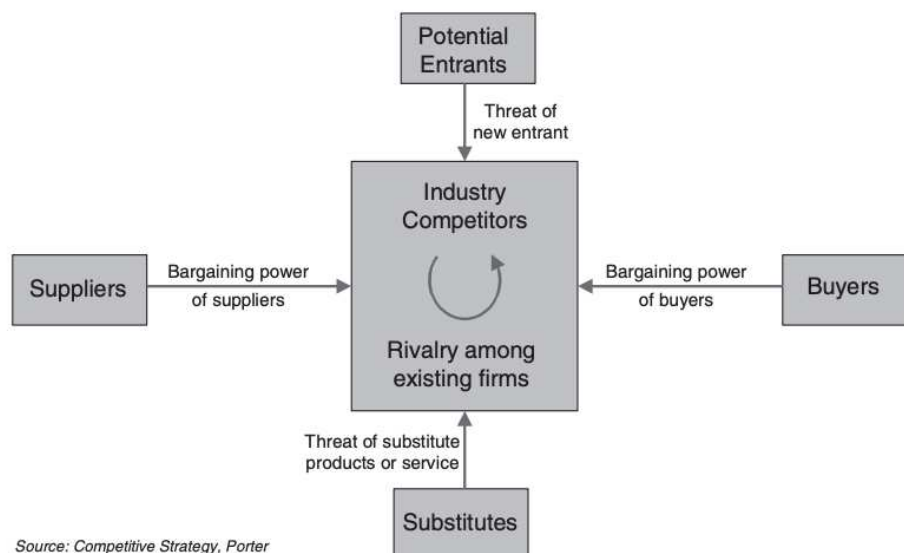 Potential
Entrants
Threat of
new entrant
Industry
Competitors
Suppliers
Bargaining power
of suppliers
Bargaining power
of buyers
Buyers
Rivalry among
existing firms
Threat of substitute
products or service
Substitutes
Source: Competitive Strategy, Porter